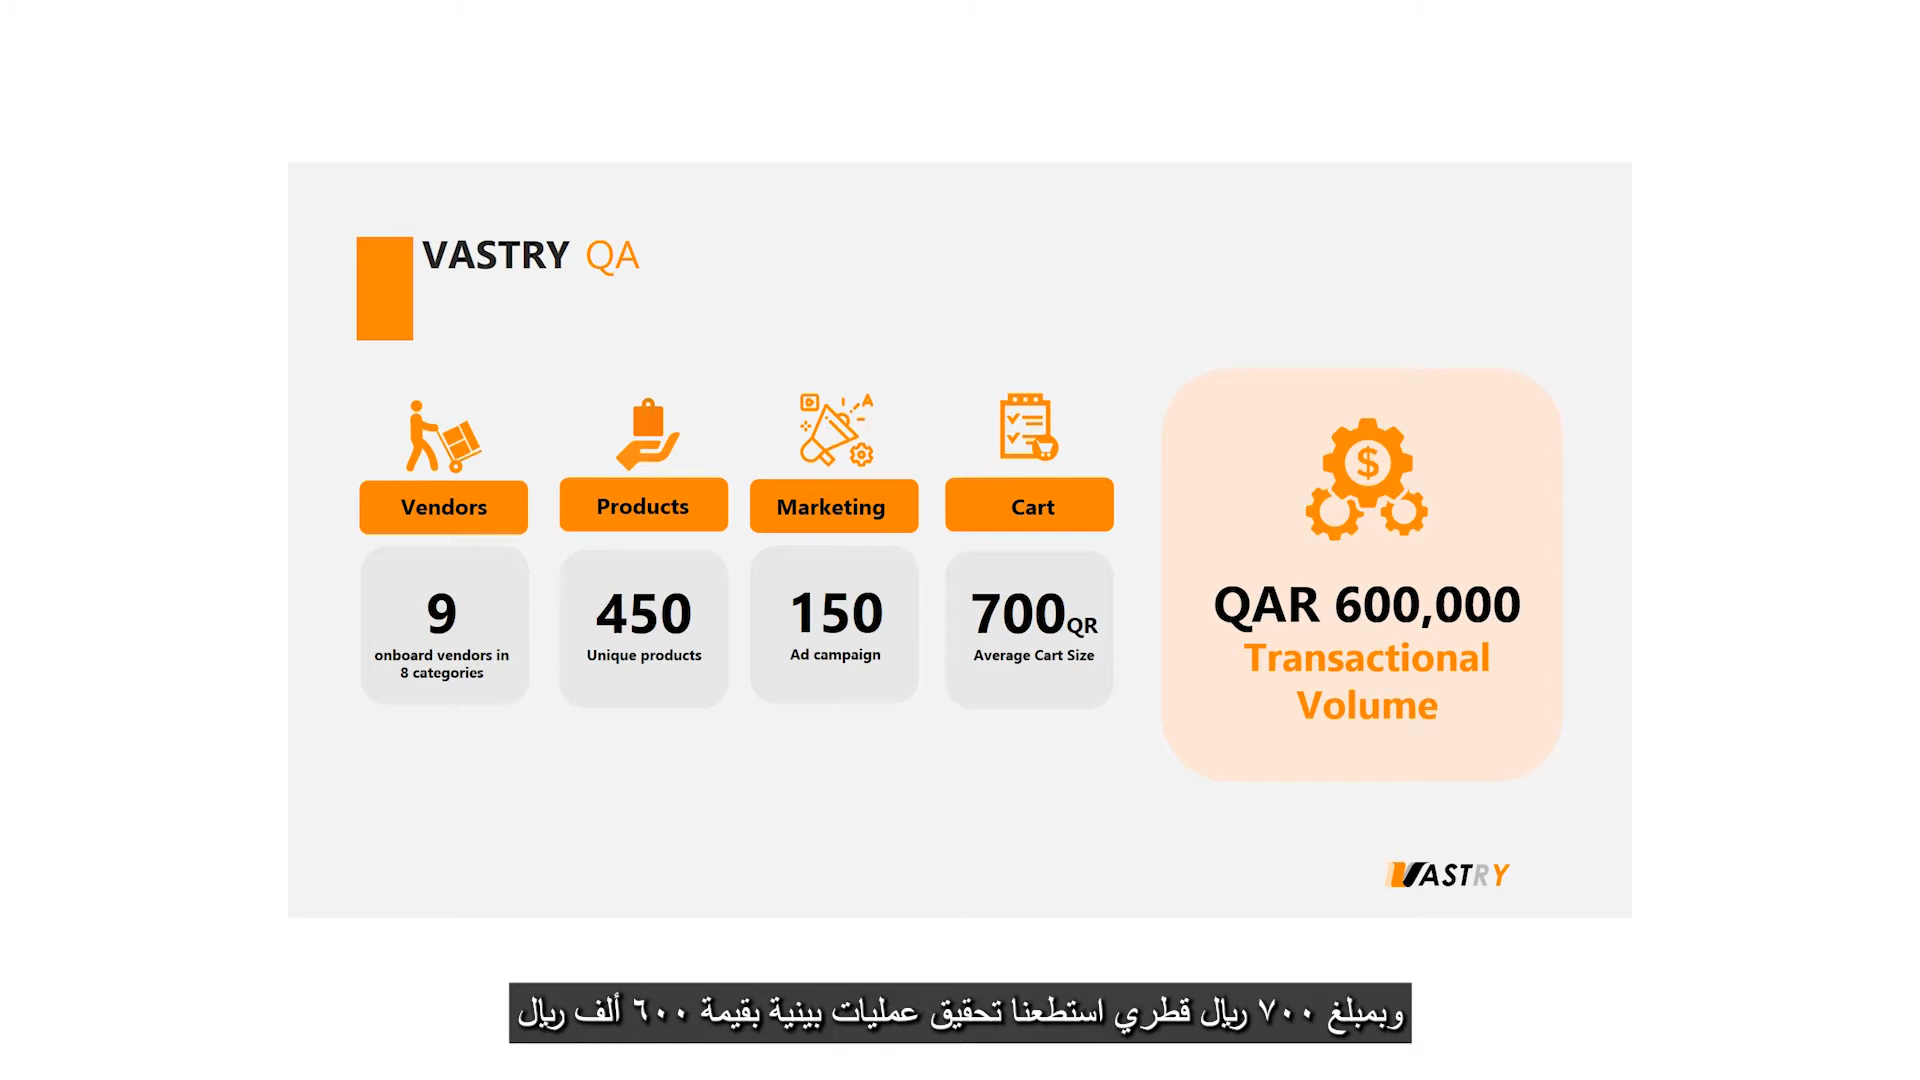 VASTRY QA
Vendors
9
onboard vendors in
8 categories
Products
450
Unique products
Marketing
150
Ad campaign
Cart
700QR
Average Cart Size
$
QAR 600,000
Transactional
Volume
VASTRY
وبمبلغ ٧٠٠ ريال قطري استطعنا تحقيق عمليات بينية بقيمة ٦٠٠ ألف ريال